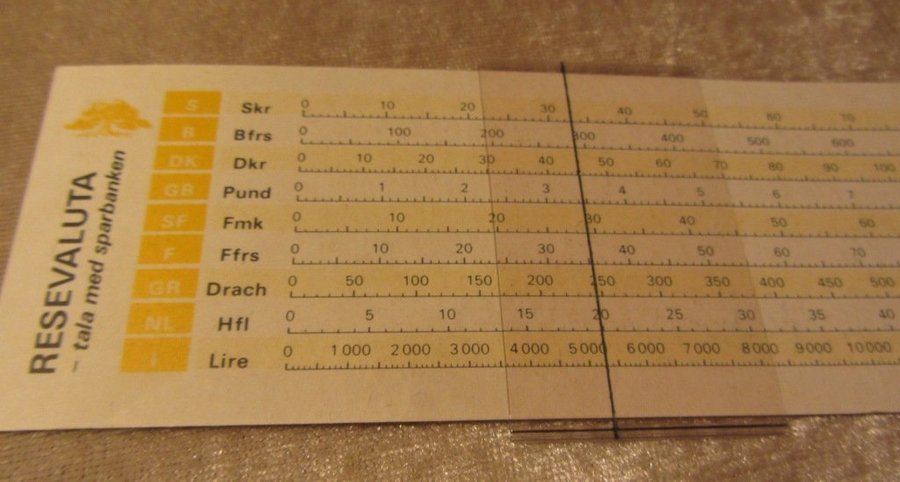 RESEVALUTA
– tala med sparbanken
S Skr 0 10 20 30 40 50 60 70
B Bfrs 0 100 200 300 400 500 600
DK Dkr 0 10 20 30 40 50 60 70 80 90 100
GB Pund 0 1 2 3 4 5 6 7
SF Fmk 0 10 20 30 40 50 60
F Ffrs 0 10 20 30 40 50 60 70
GR Drach 0 50 100 150 200 250 300 350 400 450 500
NL Hfl 0 5 10 15 20 25 30 35 40
I Lire 0 1000 2000 3000 4000 5000 6000 7000 8000 9000 10000